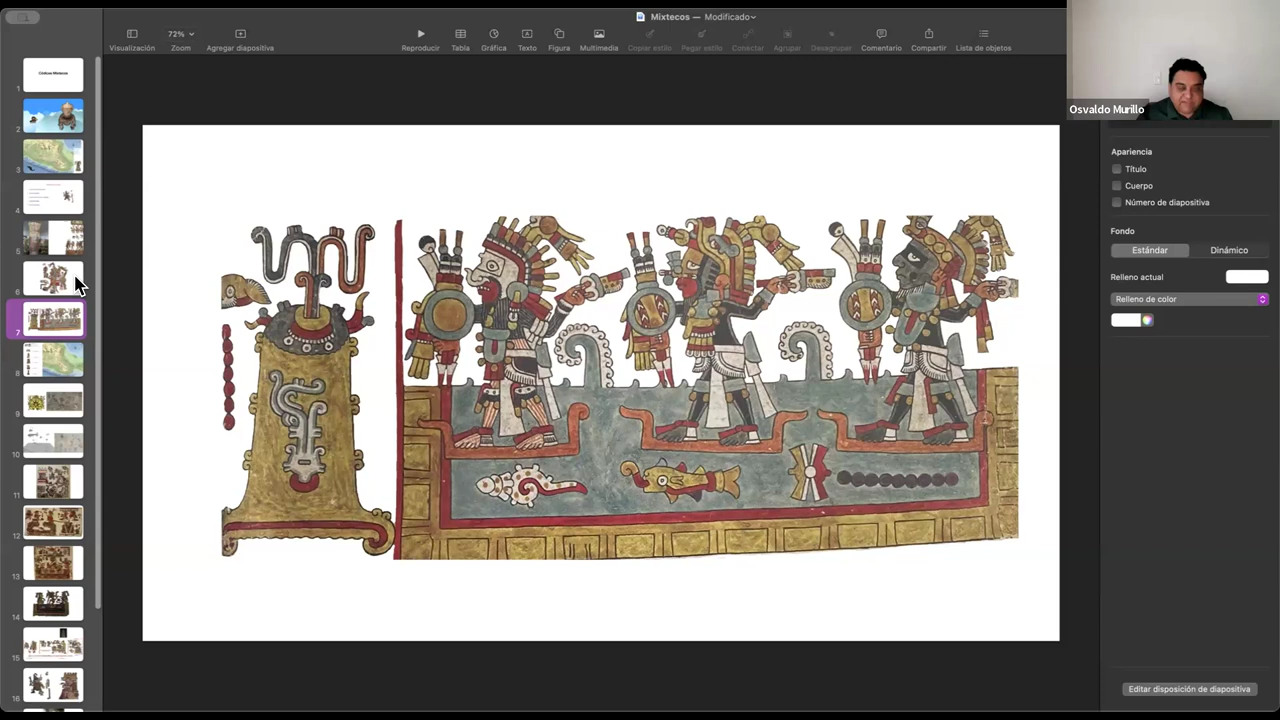 Mixtecos — Modificado
72%
Visualización
Zoom
Agregar diapositiva
Reproducir
Tabla
Gráfica
Texto
Figura
Multimedia
Copiar estilo
Pegar estilo
Conectar
Agrupar
Desagrupar
Comentario
Compartir
Lista de objetos
Osvaldo Murillo
Códices Mixtecos
1
2
3
4
5
6
7
8
9
10
11
12
13
14
15
16
Apariencia
Título
Cuerpo
Número de diapositiva
Fondo
Estándar
Dinámico
Relleno actual
Relleno de color
Editar disposición de diapositiva